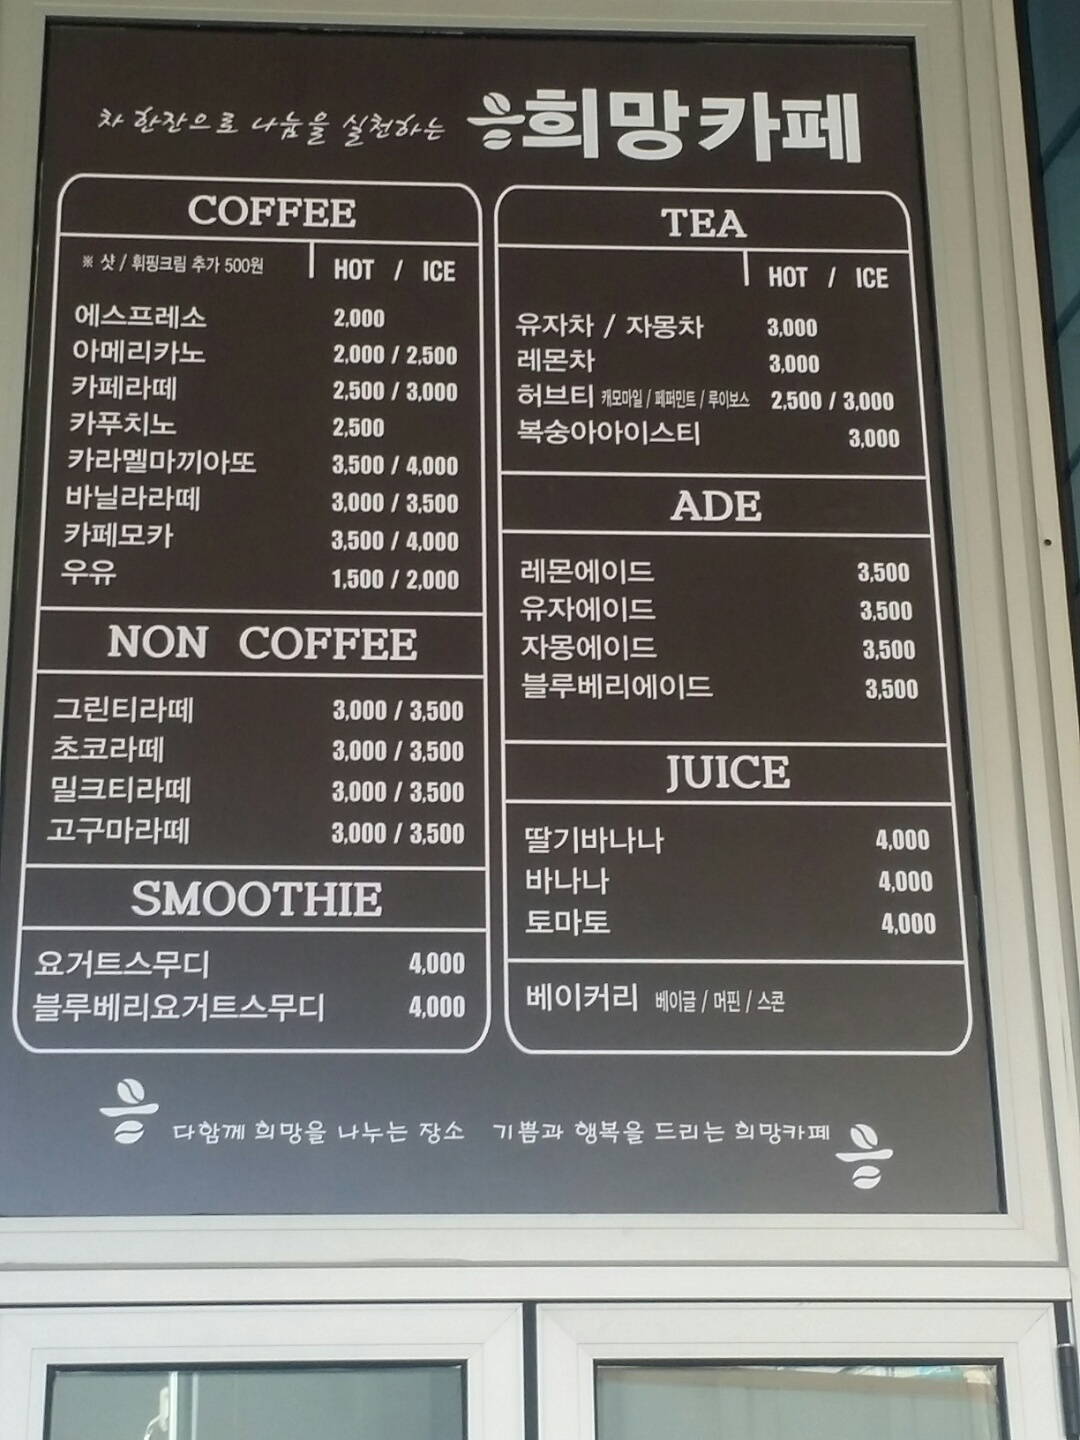 차 한잔으로 나눔을 실천하는 희망카페
COFFEE
※ 샷 / 휘핑크림 추가 500원 HOT / ICE
에스프레소 2,000
아메리카노 2,000 / 2,500
카페라떼 2,500 / 3,000
카푸치노 2,500
카라멜마끼아또 3,500 / 4,000
바닐라라떼 3,000 / 3,500
카페모카 3,500 / 4,000
우유 1,500 / 2,000
NON COFFEE
그린티라떼 3,000 / 3,500
초코라떼 3,000 / 3,500
밀크티라떼 3,000 / 3,500
고구마라떼 3,000 / 3,500
SMOOTHIE
요거트스무디 4,000
블루베리요거트스무디 4,000
TEA
HOT / ICE
유자차 / 자몽차 3,000
레몬차 3,000
허브티 캐모마일 / 페퍼민트 / 루이보스 2,500 / 3,000
복숭아아이스티 3,000
ADE
레몬에이드 3,500
유자에이드 3,500
자몽에이드 3,500
블루베리에이드 3,500
JUICE
딸기바나나 4,000
바나나 4,000
토마토 4,000
베이커리 베이글 / 머핀 / 스콘
다함께 희망을 나누는 장소 기쁨과 행복을 드리는 희망카페